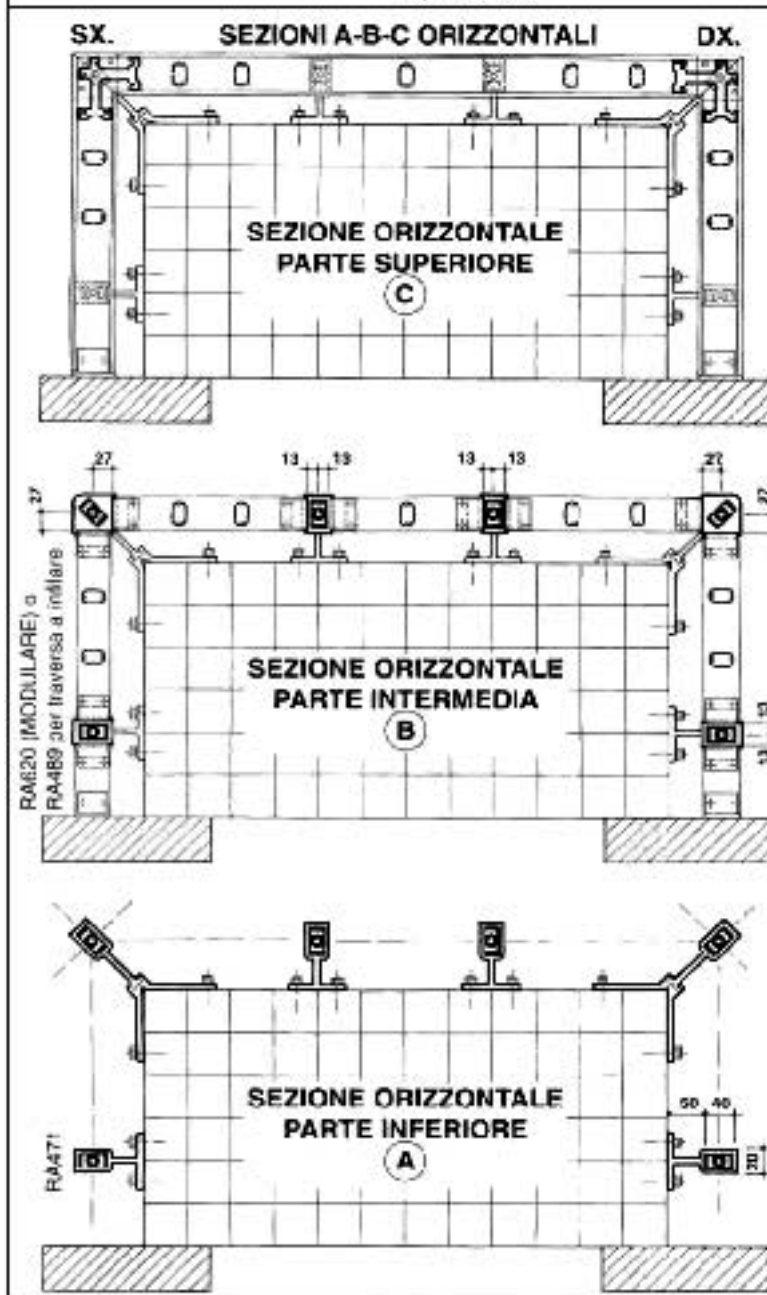 SX. SEZIONI A-B-C ORIZZONTALI DX.
SEZIONE ORIZZONTALE
PARTE SUPERIORE
C
27 13 13 13 13 27
27 27
RA620 (MODULARE) o
RA489 per traversa a infilare
SEZIONE ORIZZONTALE
PARTE INTERMEDIA
B
13
13
SEZIONE ORIZZONTALE
PARTE INFERIORE
A
50 40
30
RA471